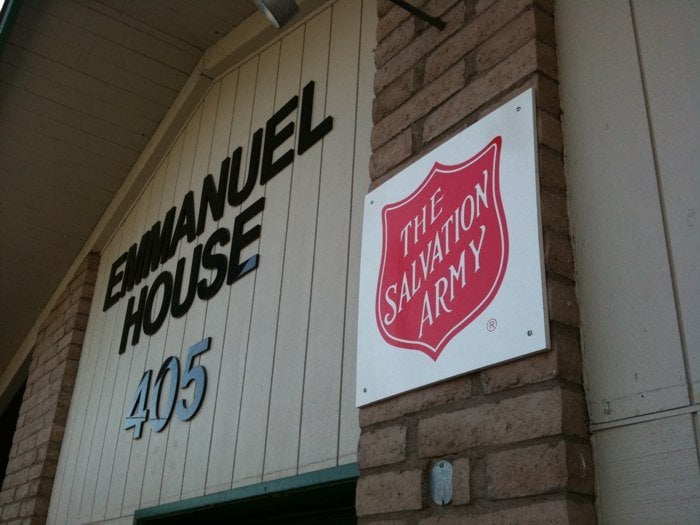 EMMANUEL
HOUSE
405
THE
SALVATION
ARMY
®